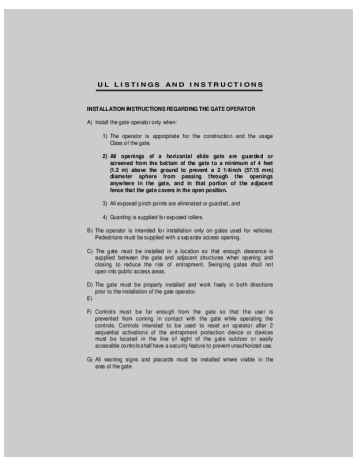 UL LISTINGS AND INSTRUCTIONS
INSTALLATION INSTRUCTIONS REGARDING THE GATE OPERATOR
A) Install the gate operator only when:
1) The operator is appropriate for the construction and the usage
Class of the gate.
2) All openings of a horizontal slide gate are guarded or
screened from the bottom of the gate to a minimum of 4 feet
(1.2 m) above the ground to prevent a 2 1/4inch (57.15 mm)
diameter sphere from passing through the openings
anywhere in the gate, and in that portion of the adjacent
fence that the gate covers in the open position.
3) All exposed pinch points are eliminated or guarded, and
4) Guarding is supplied for exposed rollers.
B) The operator is intended for installation only on gates used for vehicles.
Pedestrians must be supplied with a separate access opening.
C) The gate must be installed in a location so that enough clearance is
supplied between the gate and adjacent structures when opening and
closing to reduce the risk of entrapment. Swinging gates shall not
open into public access areas.
D) The gate must be properly installed and work freely in both directions
prior to the installation of the gate operator.
E)
F) Controls must be far enough from the gate so that the user is
prevented from coming in contact with the gate while operating the
controls. Controls intended to be used to reset an operator after 2
sequential activations of the entrapment protection device or devices
must be located in the line of sight of the gate outdoor or easily
accessible controls shall have a security feature to prevent unauthorized use.
G) All warning signs and placards must be installed where visible in the
area of the gate.